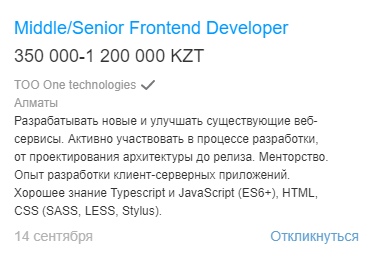 Middle/Senior Frontend Developer
350 000-1 200 000 KZT
ТОО One technologies
Алматы
Разрабатывать новые и улучшать существующие веб-
сервисы. Активно участвовать в процессе разработки,
от проектирования архитектуры до релиза. Менторство.
Опыт разработки клиент-серверных приложений.
Хорошее знание Typescript и JavaScript (ES6+), HTML,
CSS (SASS, LESS, Stylus).
14 сентября Откликнуться